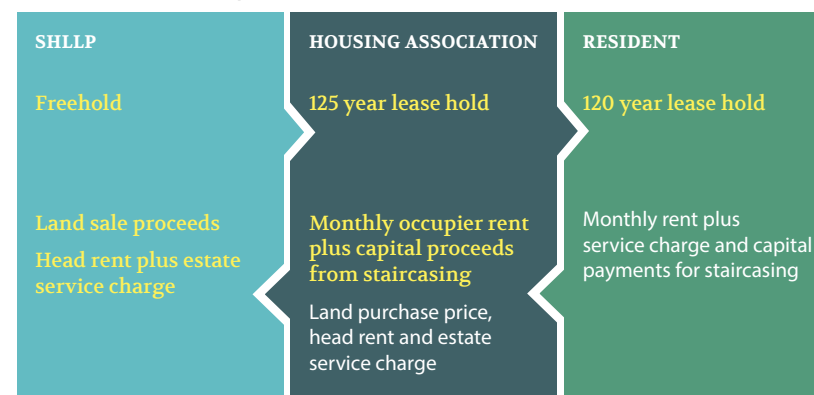 SHLLP
Freehold
Land sale proceeds
Head rent plus estate
service charge
HOUSING ASSOCIATION
125 year lease hold
Monthly occupier rent
plus capital proceeds
from staircasing
Land purchase price,
head rent and estate
service charge
RESIDENT
120 year lease hold
Monthly rent plus
service charge and capital
payments for staircasing